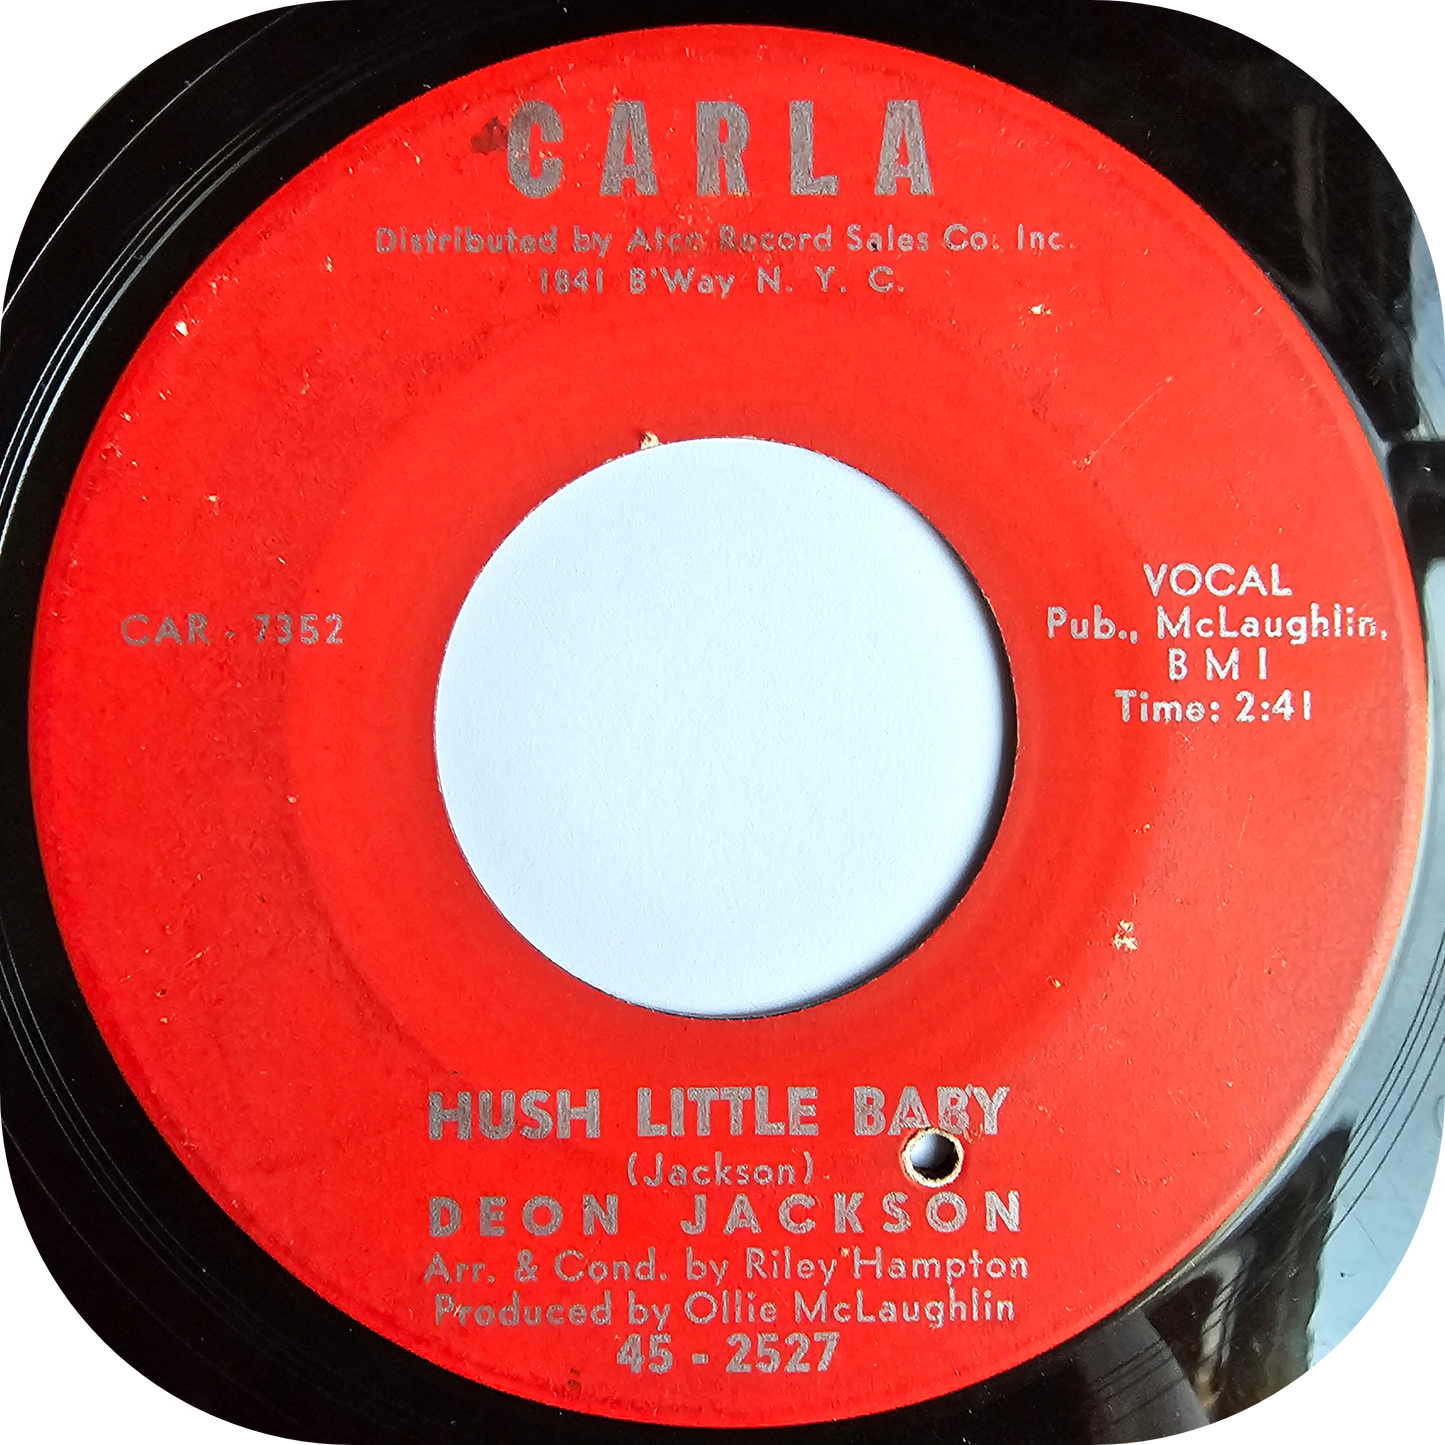 CARLA
Distributed by Atco Record Sales Co. Inc.
1841 B'Way N. Y. C.
CAR - 7352
VOCAL
Pub., McLaughlin,
B M I
Time: 2:41
HUSH LITTLE BABY
(Jackson)
DEON JACKSON
Arr. & Cond. by Riley Hampton
Produced by Ollie McLaughlin
45 - 2527